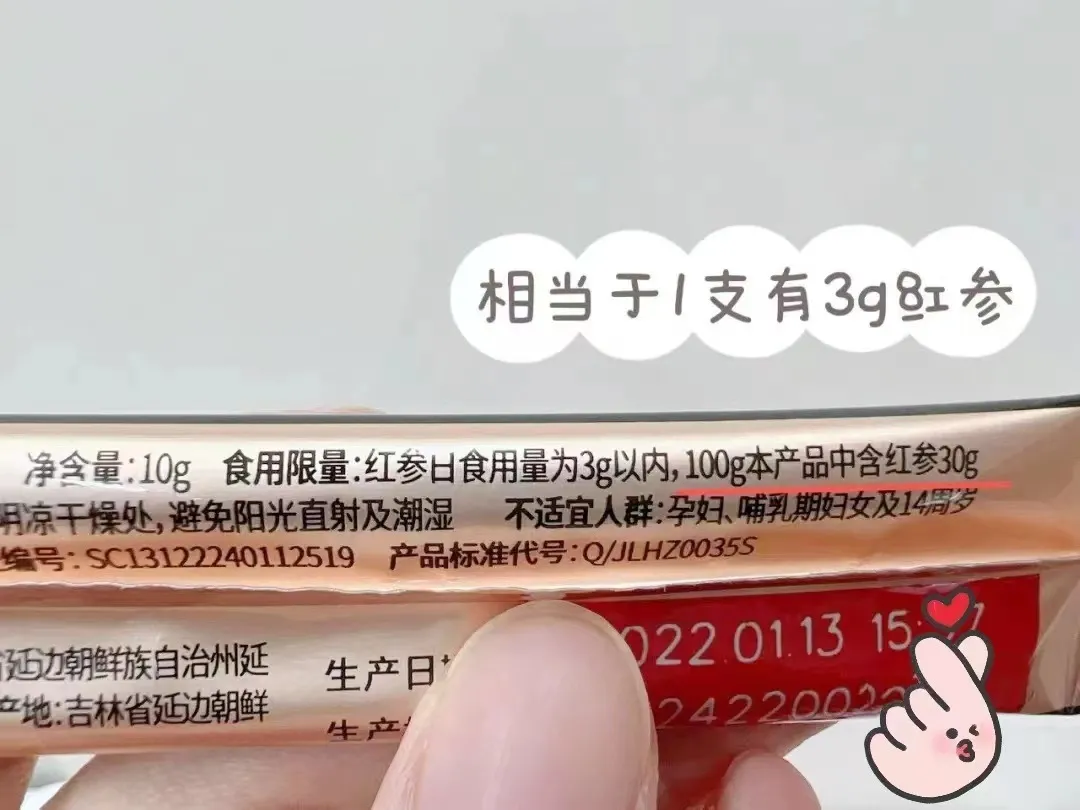 相当于1支有3g红参
净含量:10g 食用限量:红参日食用量为3g以内,100g本产品中含红参30g
阴凉干燥处,避免阳光直射及潮湿 不适宜人群:孕妇、哺乳期妇女及14周岁
编号:SC13122240112519 产品标准代号:Q/JLHZ0035S
延边朝鲜族自治州延 生产日 022.01.13 15:
产地:吉林省延边朝鲜 生产